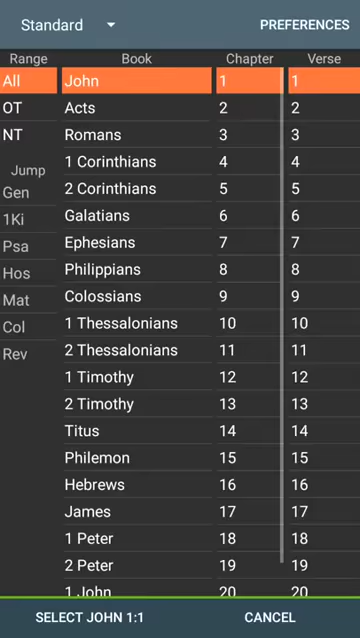 Standard PREFERENCES
Range Book Chapter Verse
All John 1 1
OT Acts 2 2
NT Romans 3 3
1 Corinthians 4 4
Jump
Gen 2 Corinthians 5 5
1Ki Galatians 6 6
Psa Ephesians 7 7
Hos Philippians 8 8
Mat Colossians 9 9
Col 1 Thessalonians 10 10
Rev 2 Thessalonians 11 11
1 Timothy 12 12
2 Timothy 13 13
Titus 14 14
Philemon 15 15
Hebrews 16 16
James 17 17
1 Peter 18 18
2 Peter 19 19
1 John 20 20
SELECT JOHN 1:1 CANCEL